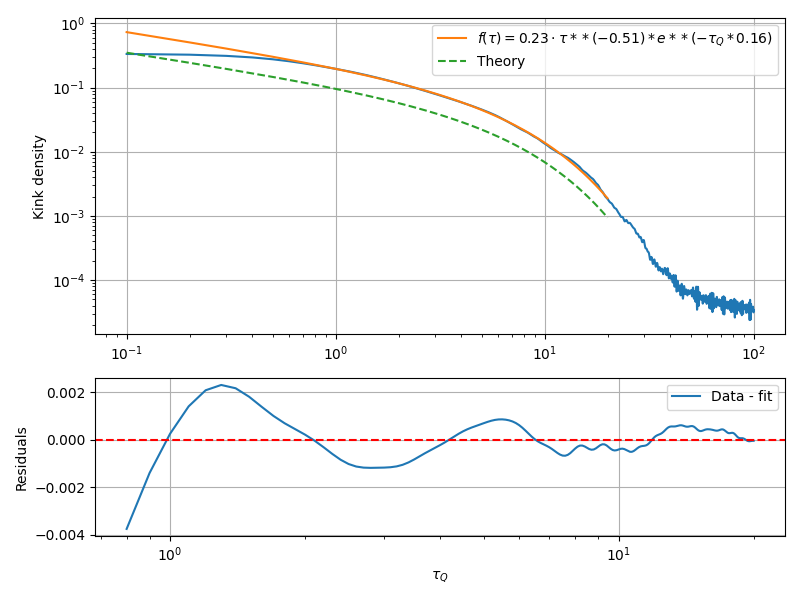 10⁰
10⁻¹
10⁻²
10⁻³
10⁻⁴
Kink density
f(τ) = 0.23 · τ * * (−0.51) * e * * (−τ_Q * 0.16)
Theory
10⁻¹ 10⁰ 10¹ 10²
0.002
0.000
−0.002
−0.004
Residuals
Data - fit
10⁰ 10¹
τ_Q